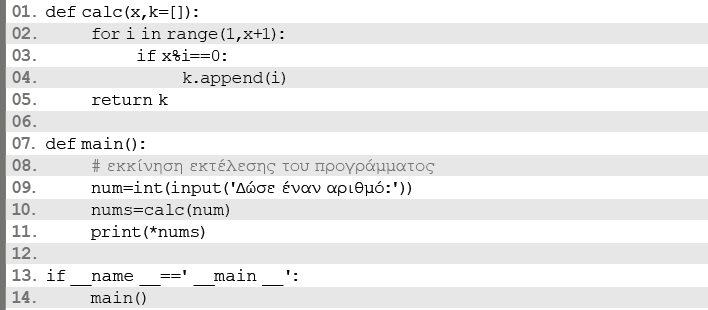 01. def calc(x,k=[]):
02. for i in range(1,x+1):
03. if x%i==0:
04. k.append(i)
05. return k
06.
07. def main():
08. # εκκίνηση εκτέλεσης του προγράμματος
09. num=int(input('Δώσε έναν αριθμό:'))
10. nums=calc(num)
11. print(*nums)
12.
13. if __name __==' __main __':
14. main()